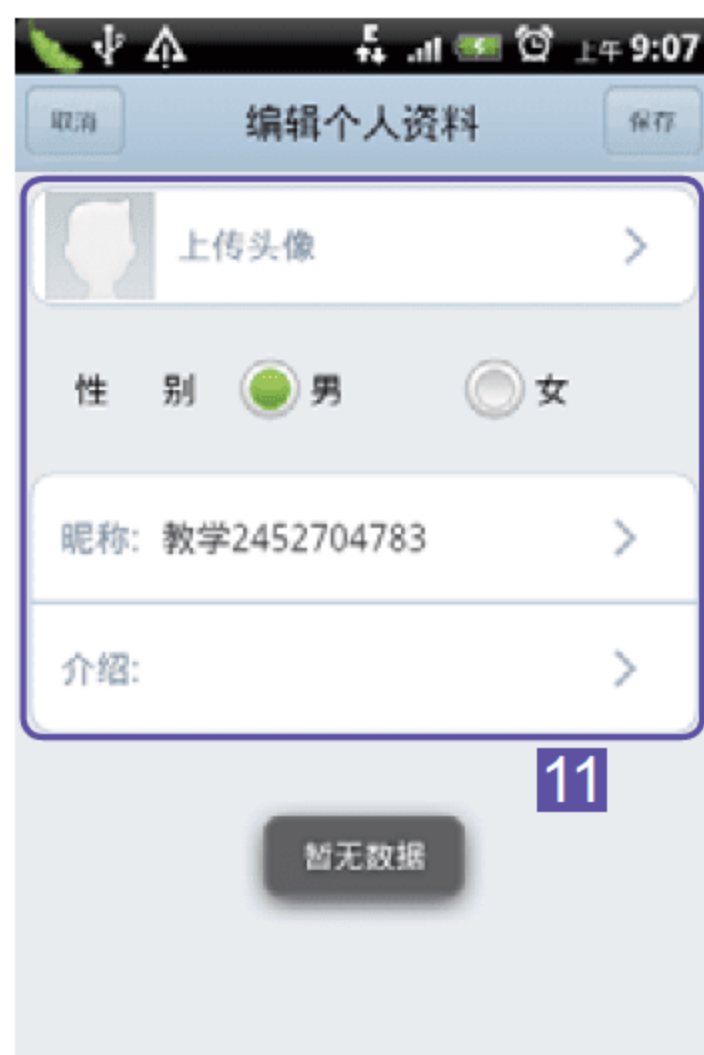 上午 9:07
取消 编辑个人资料 保存
上传头像
性 别 男 女
昵称: 教学2452704783
介绍:
11
暂无数据